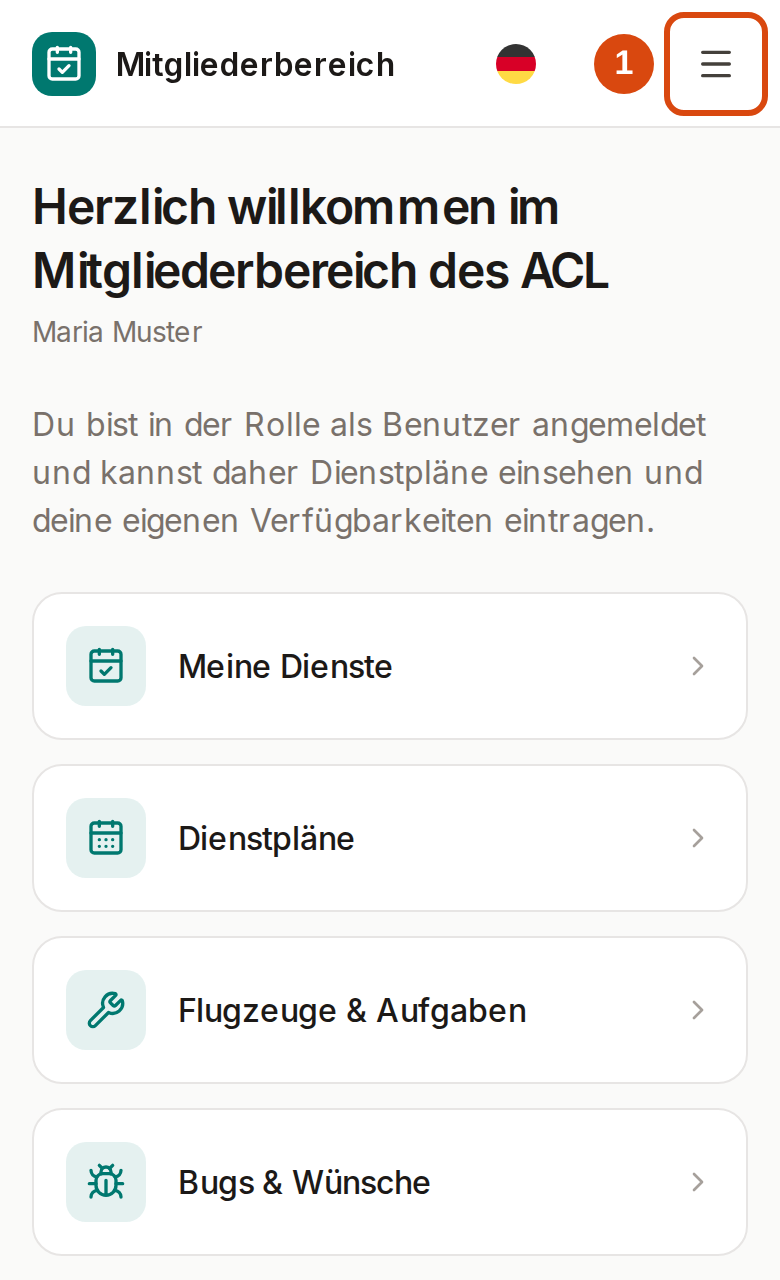 Mitgliederbereich
1
Herzlich willkommen im
Mitgliederbereich des ACL
Maria Muster
Du bist in der Rolle als Benutzer angemeldet
und kannst daher Dienstpläne einsehen und
deine eigenen Verfügbarkeiten eintragen.
Meine Dienste
Dienstpläne
Flugzeuge & Aufgaben
Bugs & Wünsche